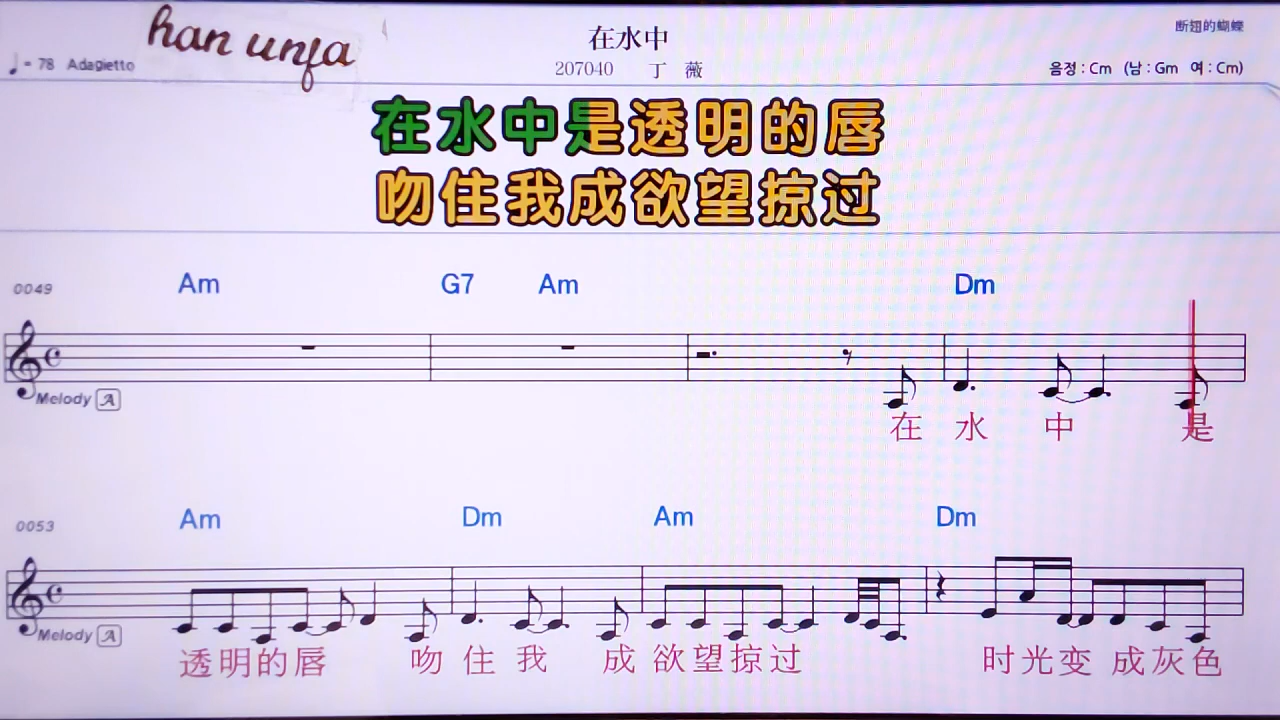 han unfa
在水中
断翅的蝴蝶
♩= 78 Adagietto
207040 丁 薇
음정 : Cm (남 : Gm 여 : Cm)
在水中是透明的唇
吻住我成欲望掠过
0049 Am G7 Am Dm
Melody A
在 水 中 是
0053 Am Dm Am Dm
Melody A
透明的唇 吻 住 我 成 欲望掠过 时光变 成灰色